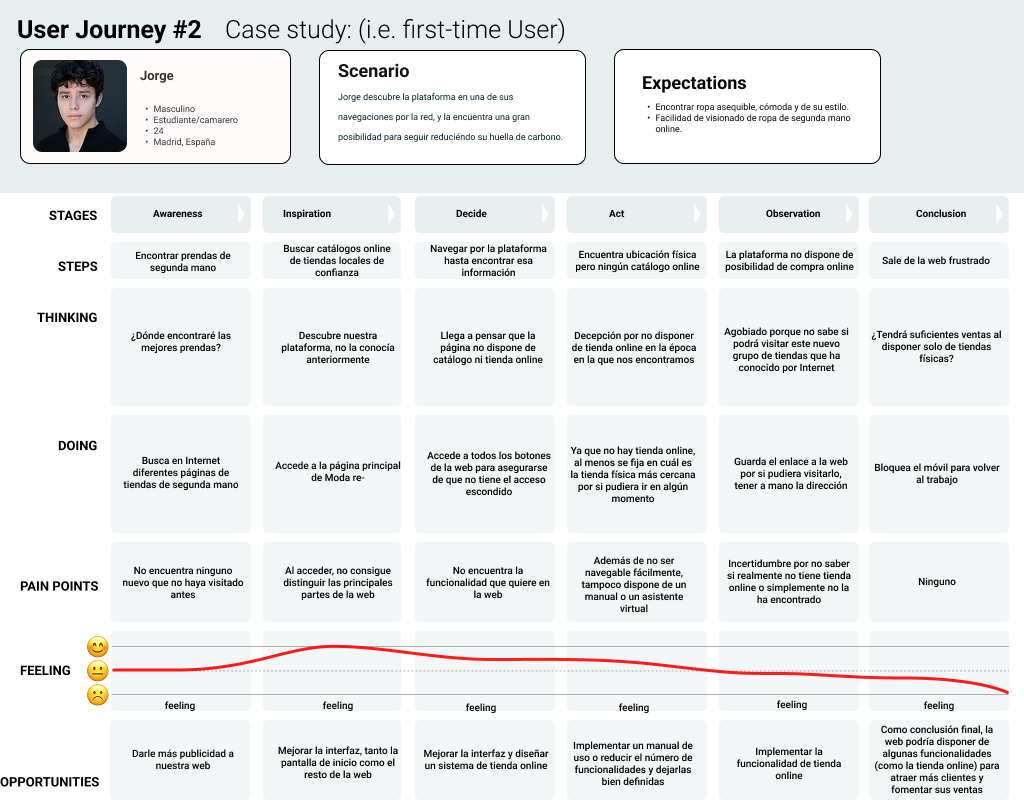 User Journey #2 Case study: (i.e. first-time User)
Jorge
• Masculino
• Estudiante/camarero
• 24
• Madrid, España
Scenario
Jorge descubre la plataforma en una de sus
navegaciones por la red, y la encuentra una gran
posibilidad para seguir reduciéndo su huella de carbono.
Expectations
• Encontrar ropa asequible, cómoda y de su estilo.
• Facilidad de visionado de ropa de segunda mano
online.
STAGES
Awareness
Inspiration
Decide
Act
Observation
Conclusion
STEPS
Encontrar prendas de
segunda mano
Buscar catálogos online
de tiendas locales de
confianza
Navegar por la plataforma
hasta encontrar esa
información
Encuentra ubicación física
pero ningún catálogo online
La plataforma no dispone de
posibilidad de compra online
Sale de la web frustrado
THINKING
¿Dónde encontraré las
mejores prendas?
Descubre nuestra
plataforma, no la conocía
anteriormente
Llega a pensar que la
página no dispone de
catálogo ni tienda online
Decepción por no disponer
de tienda online en la época
en la que nos encontramos
Agobiado porque no sabe si
podrá visitar este nuevo
grupo de tiendas que ha
conocido por Internet
¿Tendrá suficientes ventas al
disponer solo de tiendas
físicas?
DOING
Busca en Internet
diferentes páginas de
tiendas de segunda mano
Accede a la página principal
de Moda re-
Accede a todos los botones
de la web para asegurarse
de que no tiene el acceso
escondido
Ya que no hay tienda online,
al menos se fija en cuál es
la tienda física más cercana
por si pudiera ir en algún
momento
Guarda el enlace a la web
por si pudiera visitarlo,
tener a mano la dirección
Bloquea el móvil para volver
al trabajo
PAIN POINTS
No encuentra ninguno
nuevo que no haya visitado
antes
Al acceder, no consigue
distinguir las principales
partes de la web
No encuentra la
funcionalidad que quiere en
la web
Además de no ser
navegable fácilmente,
tampoco dispone de un
manual o un asistente
virtual
Incertidumbre por no saber
si realmente no tiene tienda
online o simplemente no la
ha encontrado
Ninguno
FEELING
feeling
feeling
feeling
feeling
feeling
feeling
OPPORTUNITIES
Darle más publicidad a
nuestra web
Mejorar la interfaz, tanto la
pantalla de inicio como el
resto de la web
Mejorar la interfaz y diseñar
un sistema de tienda online
Implementar un manual de
uso o reducir el número de
funcionalidades y dejarlas
bien definidas
Implementar la
funcionalidad de tienda
online
Como conclusión final, la
web podría disponer de
algunas funcionalidades
(como la tienda online) para
atraer más clientes y
fomentar sus ventas